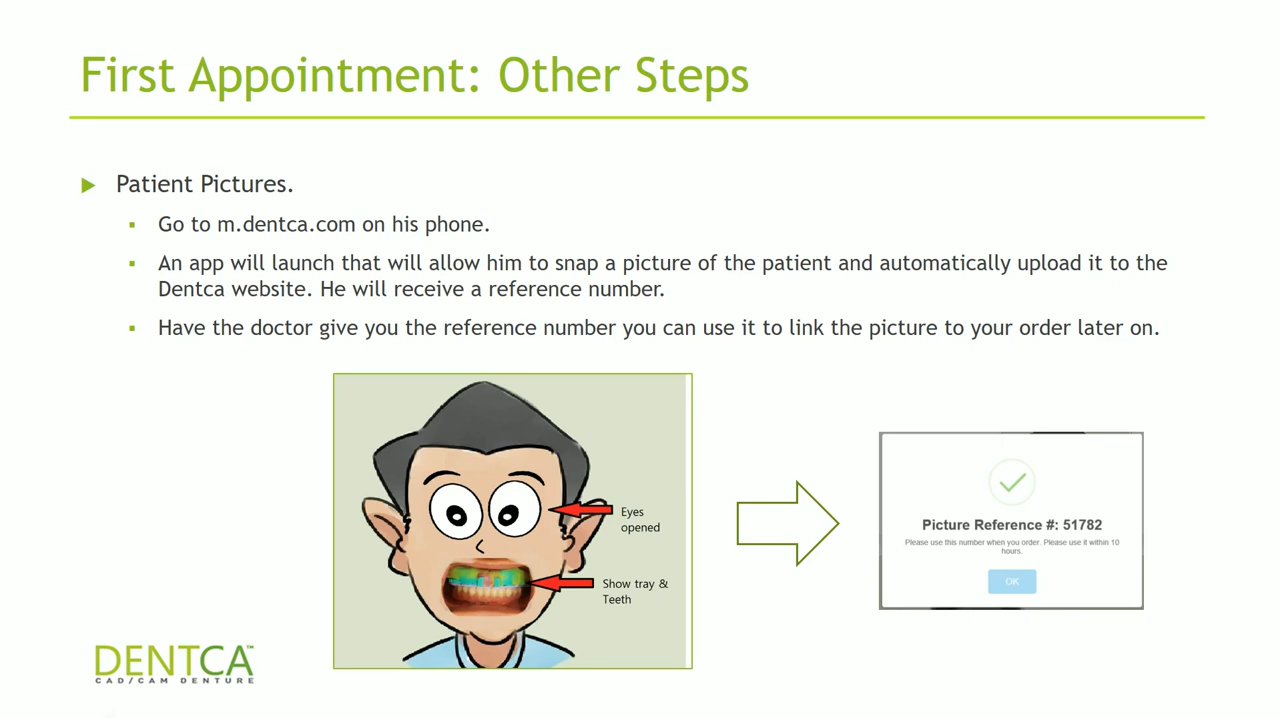 First Appointment: Other Steps
Patient Pictures.
Go to m.dentca.com on his phone.
An app will launch that will allow him to snap a picture of the patient and automatically upload it to the
Dentca website. He will receive a reference number.
Have the doctor give you the reference number you can use it to link the picture to your order later on.
Eyes
opened
Show tray &
Teeth
Picture Reference #: 51782
Please use this number when you order. Please use it within 10
hours.
OK
DENTCA™
CAD/CAM DENTURE